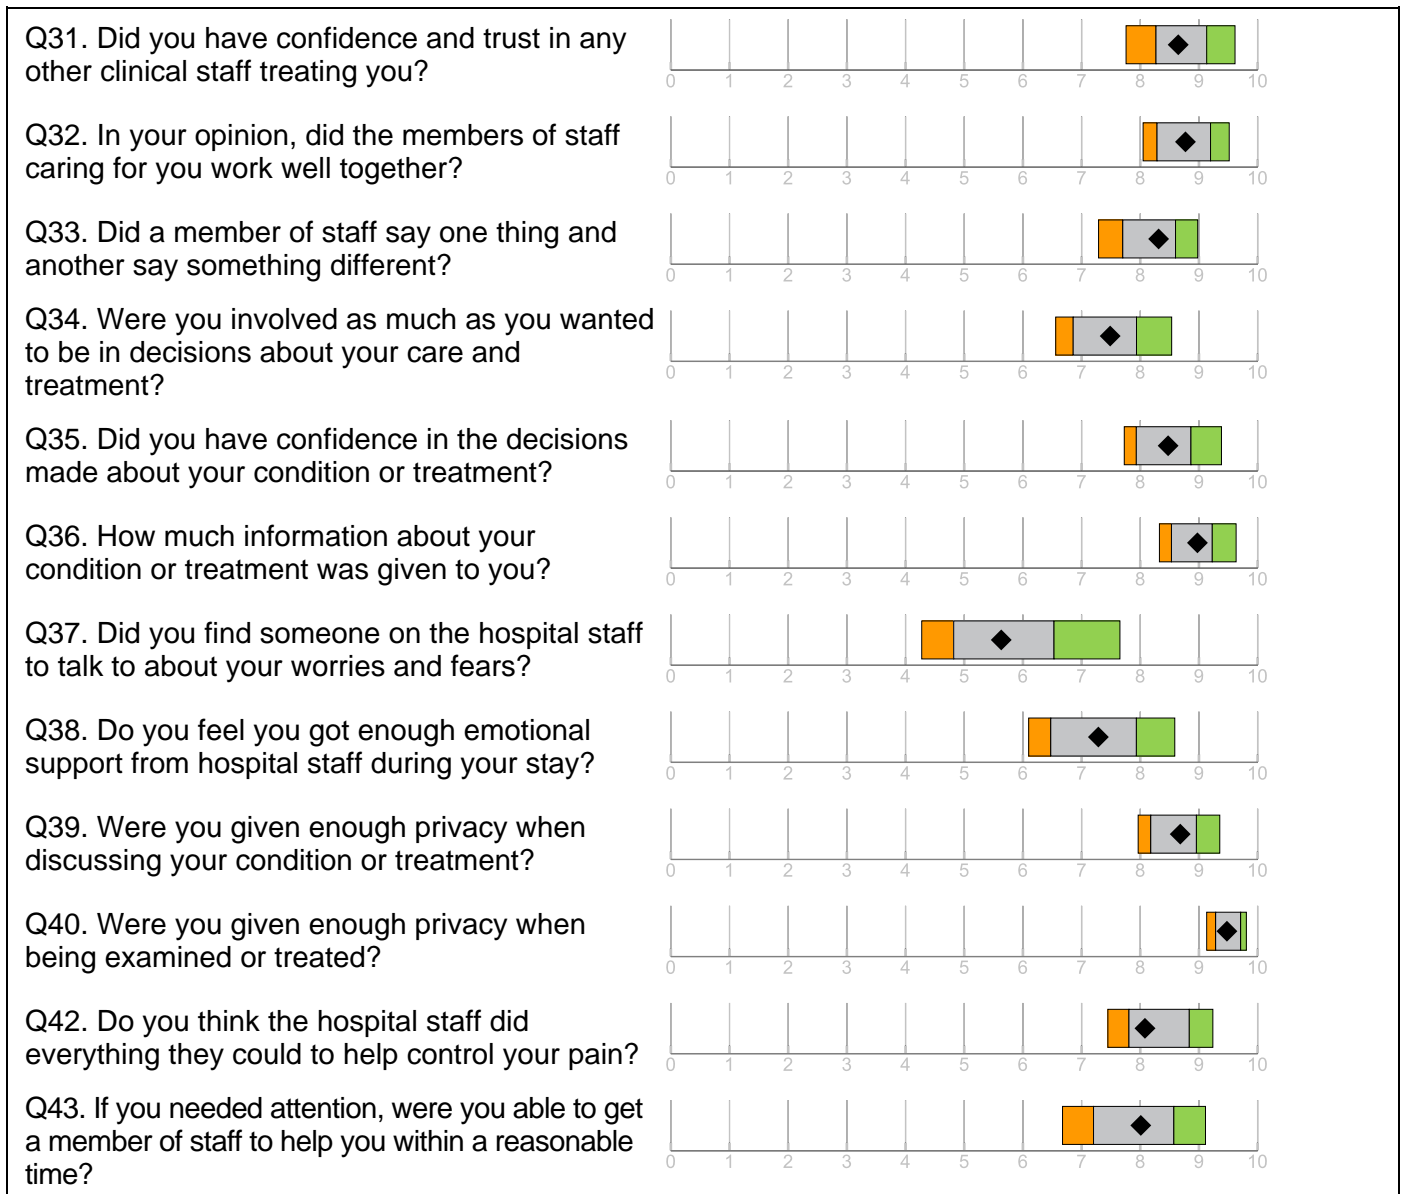 Q31. Did you have confidence and trust in any
other clinical staff treating you?
0 1 2 3 4 5 6 7 8 9 10
Q32. In your opinion, did the members of staff
caring for you work well together?
0 1 2 3 4 5 6 7 8 9 10
Q33. Did a member of staff say one thing and
another say something different?
0 1 2 3 4 5 6 7 8 9 10
Q34. Were you involved as much as you wanted
to be in decisions about your care and
treatment?
0 1 2 3 4 5 6 7 8 9 10
Q35. Did you have confidence in the decisions
made about your condition or treatment?
0 1 2 3 4 5 6 7 8 9 10
Q36. How much information about your
condition or treatment was given to you?
0 1 2 3 4 5 6 7 8 9 10
Q37. Did you find someone on the hospital staff
to talk to about your worries and fears?
0 1 2 3 4 5 6 7 8 9 10
Q38. Do you feel you got enough emotional
support from hospital staff during your stay?
0 1 2 3 4 5 6 7 8 9 10
Q39. Were you given enough privacy when
discussing your condition or treatment?
0 1 2 3 4 5 6 7 8 9 10
Q40. Were you given enough privacy when
being examined or treated?
0 1 2 3 4 5 6 7 8 9 10
Q42. Do you think the hospital staff did
everything they could to help control your pain?
0 1 2 3 4 5 6 7 8 9 10
Q43. If you needed attention, were you able to get
a member of staff to help you within a reasonable
time?
0 1 2 3 4 5 6 7 8 9 10